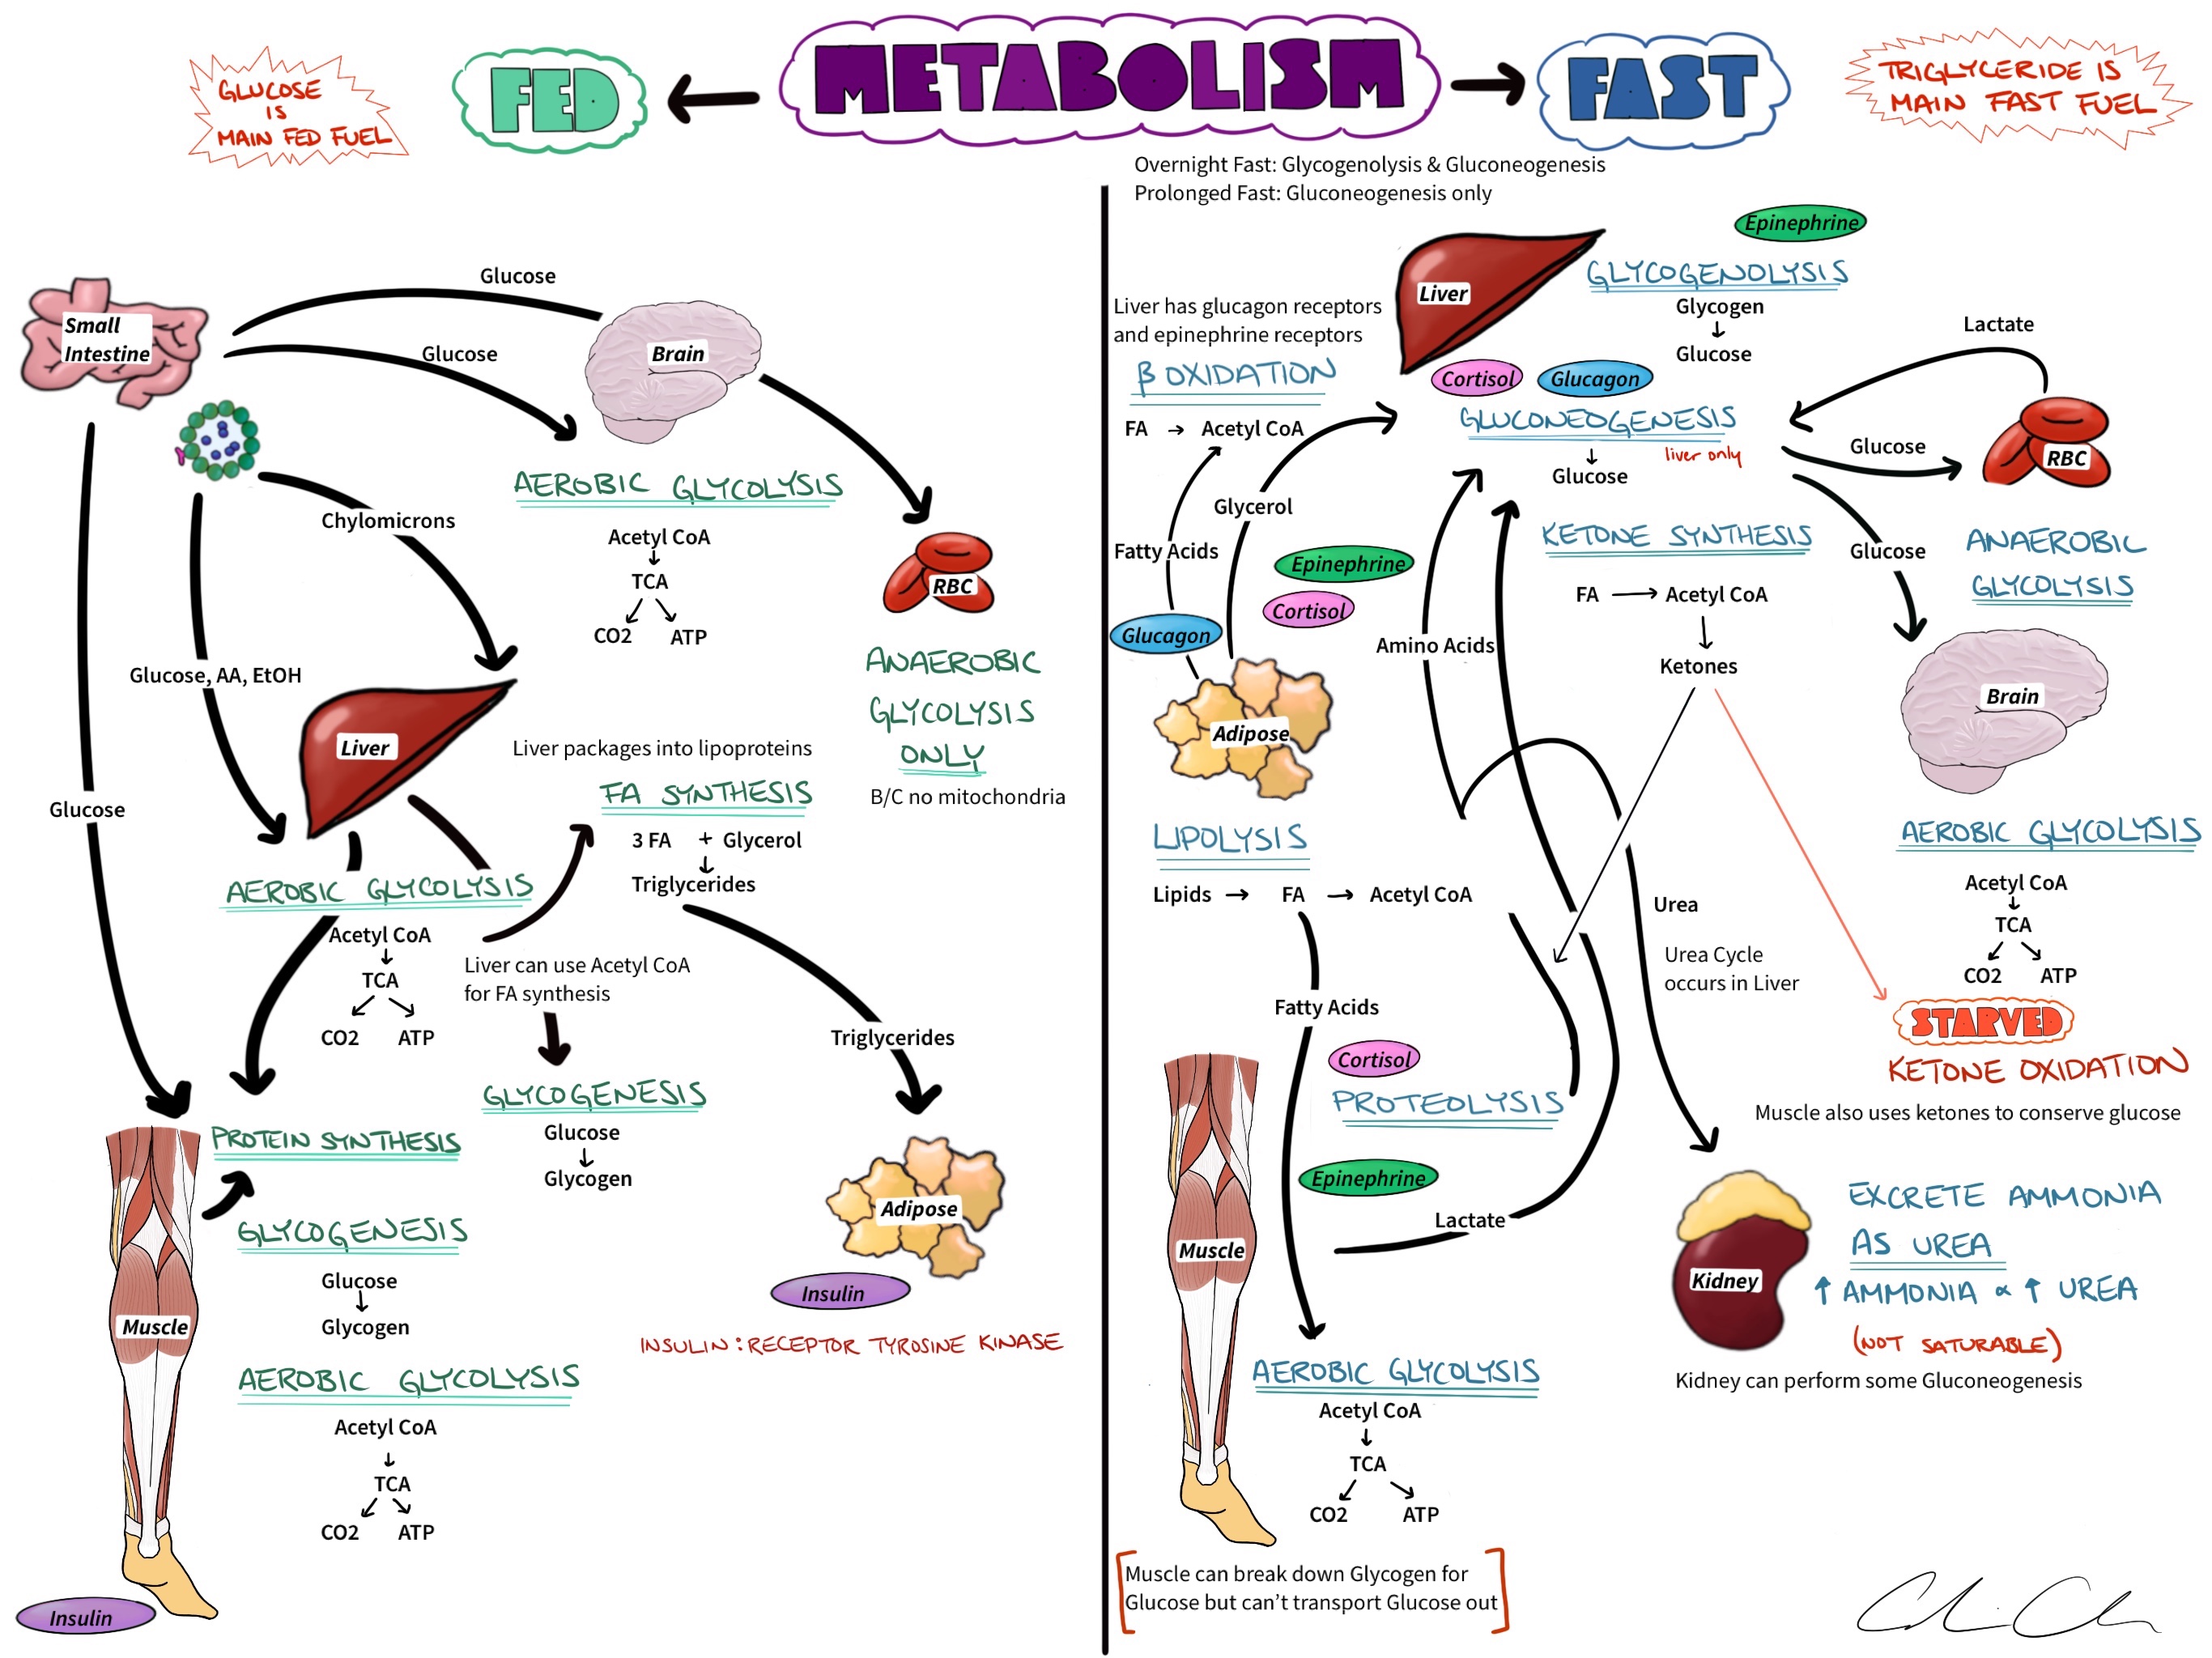 METABOLISM
FED
FAST
GLUCOSE
IS
MAIN FED FUEL
TRIGLYCERIDE IS
MAIN FAST FUEL
Overnight Fast: Glycogenolysis & Gluconeogenesis
Prolonged Fast: Gluconeogenesis only
Small
Intestine
Glucose
Glucose
Brain
AEROBIC GLYCOLYSIS
Acetyl CoA
TCA
CO2 ATP
Chylomicrons
RBC
ANAEROBIC
GLYCOLYSIS
ONLY
B/C no mitochondria
Glucose, AA, EtOH
Glucose
Liver
Liver packages into lipoproteins
FA SYNTHESIS
3 FA + Glycerol
Triglycerides
AEROBIC GLYCOLYSIS
Acetyl CoA
TCA
CO2 ATP
Liver can use Acetyl CoA
for FA synthesis
Triglycerides
GLYCOGENESIS
Glucose
Glycogen
Adipose
Insulin
INSULIN: RECEPTOR TYROSINE KINASE
PROTEIN SYNTHESIS
GLYCOGENESIS
Glucose
Glycogen
Muscle
AEROBIC GLYCOLYSIS
Acetyl CoA
TCA
CO2 ATP
Insulin
Epinephrine
Liver
GLYCOGENOLYSIS
Glycogen
Glucose
Liver has glucagon receptors
and epinephrine receptors
β OXIDATION
FA → Acetyl CoA
Cortisol
Glucagon
GLUCONEOGENESIS
liver only
Glucose
Lactate
Glucose
RBC
Glucose
ANAEROBIC
GLYCOLYSIS
Glycerol
Fatty Acids
Epinephrine
Cortisol
Glucagon
Amino Acids
KETONE SYNTHESIS
FA → Acetyl CoA
Ketones
Brain
AEROBIC GLYCOLYSIS
Acetyl CoA
TCA
CO2 ATP
Adipose
LIPOLYSIS
Lipids → FA → Acetyl CoA
Urea
Urea Cycle
occurs in Liver
Fatty Acids
STARVED
KETONE OXIDATION
Muscle also uses ketones to conserve glucose
Cortisol
PROTEOLYSIS
Epinephrine
Lactate
Muscle
Kidney
EXCRETE AMMONIA
AS UREA
↑ AMMONIA ∝ ↑ UREA
(NOT SATURABLE)
Kidney can perform some Gluconeogenesis
AEROBIC GLYCOLYSIS
Acetyl CoA
TCA
CO2 ATP
Muscle can break down Glycogen for
Glucose but can't transport Glucose out